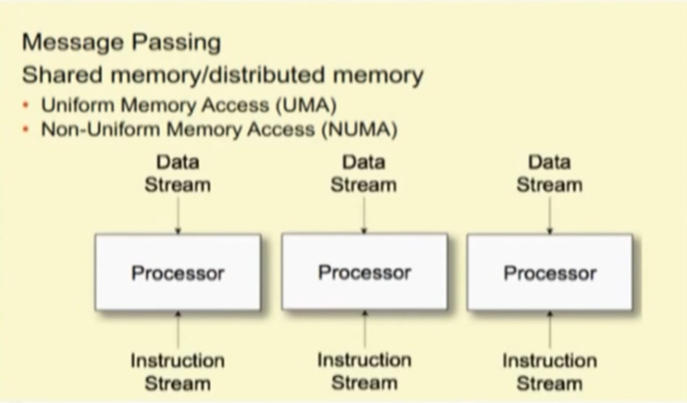 Message Passing
Shared memory/distributed memory
• Uniform Memory Access (UMA)
• Non-Uniform Memory Access (NUMA)
Data Stream
Data Stream
Data Stream
Processor
Processor
Processor
Instruction Stream
Instruction Stream
Instruction Stream